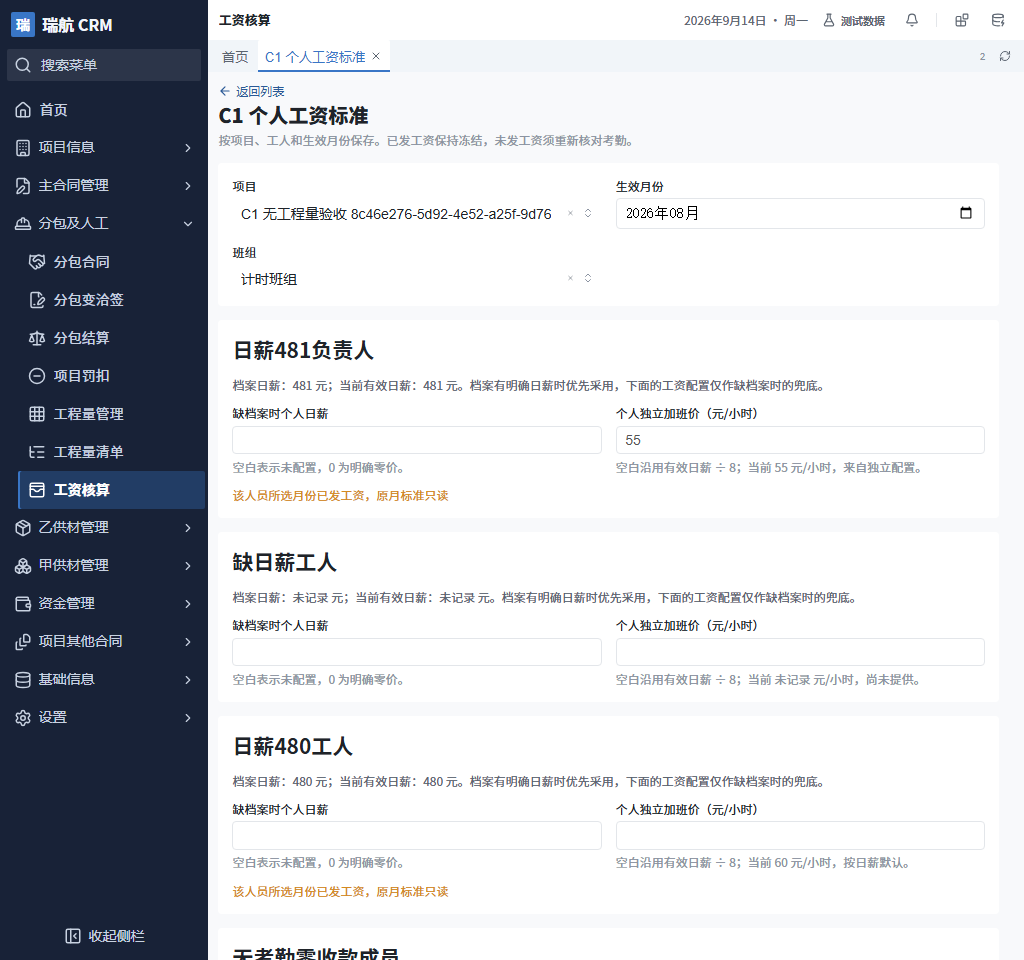 瑞 瑞航 CRM
搜索菜单
首页
项目信息
主合同管理
分包及人工
分包合同
分包变洽签
分包结算
项目罚扣
工程量管理
工程量清单
工资核算
乙供材管理
甲供材管理
资金管理
项目其他合同
基础信息
设置
收起侧栏
工资核算
2026年9月14日 · 周一 测试数据
首页 C1 个人工资标准 × 2
← 返回列表
C1 个人工资标准
按项目、工人和生效月份保存。已发工资保持冻结，未发工资须重新核对考勤。
项目 生效月份
C1 无工程量验收 8c46e276-5d92-4e52-a25f-9d76 × 2026年08月
班组
计时班组 ×
日薪481负责人
档案日薪：481 元；当前有效日薪：481 元。档案有明确日薪时优先采用，下面的工资配置仅作缺档案时的兜底。
缺档案时个人日薪 个人独立加班价（元/小时）
55
空白表示未配置，0 为明确零价。 空白沿用有效日薪 ÷ 8；当前 55 元/小时，来自独立配置。
该人员所选月份已发工资，原月标准只读
缺日薪工人
档案日薪：未记录 元；当前有效日薪：未记录 元。档案有明确日薪时优先采用，下面的工资配置仅作缺档案时的兜底。
缺档案时个人日薪 个人独立加班价（元/小时）
空白表示未配置，0 为明确零价。 空白沿用有效日薪 ÷ 8；当前 未记录 元/小时，尚未提供。
日薪480工人
档案日薪：480 元；当前有效日薪：480 元。档案有明确日薪时优先采用，下面的工资配置仅作缺档案时的兜底。
缺档案时个人日薪 个人独立加班价（元/小时）
空白表示未配置，0 为明确零价。 空白沿用有效日薪 ÷ 8；当前 60 元/小时，按日薪默认。
该人员所选月份已发工资，原月标准只读
无考勤零收款成员